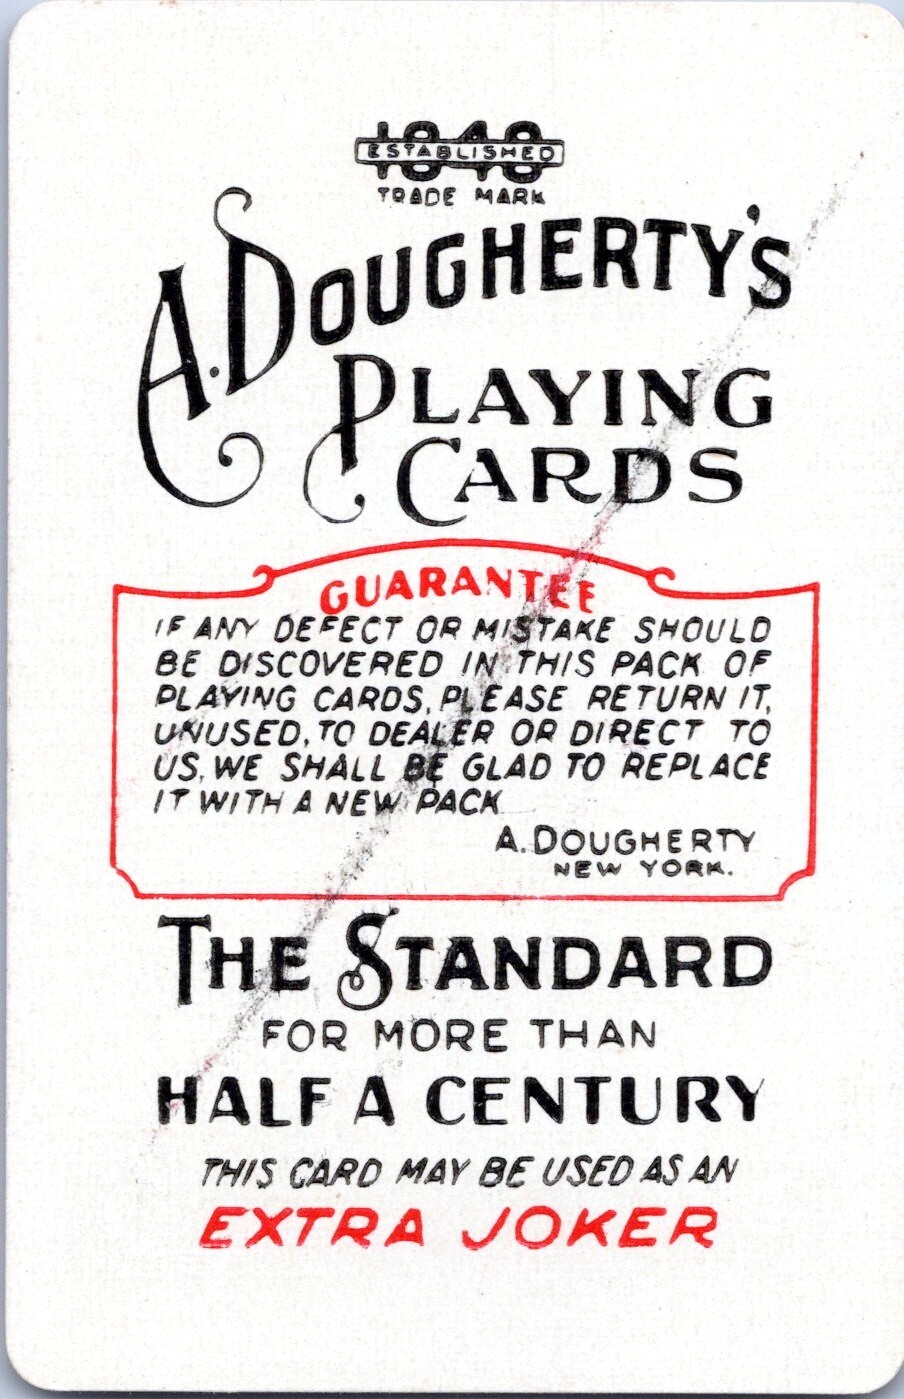 1848
ESTABLISHED
TRADE MARK
A. DOUGHERTY'S
PLAYING
CARDS
GUARANTEE
IF ANY DEFECT OR MISTAKE SHOULD
BE DISCOVERED IN THIS PACK OF
PLAYING CARDS, PLEASE RETURN IT,
UNUSED, TO DEALER OR DIRECT TO
US, WE SHALL BE GLAD TO REPLACE
IT WITH A NEW PACK
A. DOUGHERTY
NEW YORK.
THE STANDARD
FOR MORE THAN
HALF A CENTURY
THIS CARD MAY BE USED AS AN
EXTRA JOKER